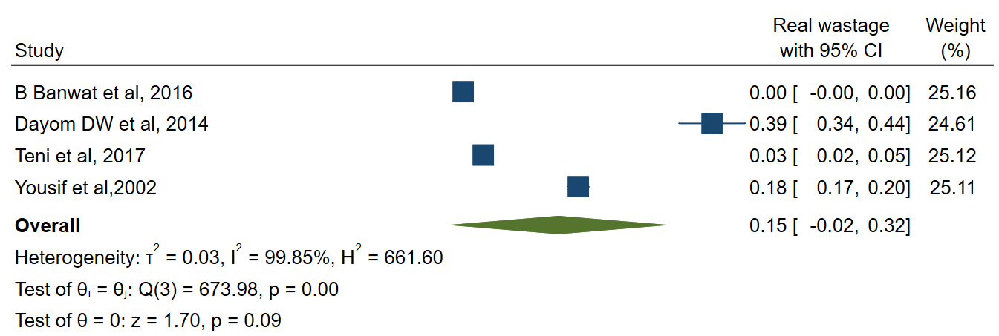 Real wastage Weight
Study with 95% CI (%)
B Banwat et al, 2016 0.00 [ -0.00, 0.00] 25.16
Dayom DW et al, 2014 0.39 [ 0.34, 0.44] 24.61
Teni et al, 2017 0.03 [ 0.02, 0.05] 25.12
Yousif et al,2002 0.18 [ 0.17, 0.20] 25.11
Overall 0.15 [ -0.02, 0.32]
Heterogeneity: τ² = 0.03, I² = 99.85%, H² = 661.60
Test of θᵢ = θⱼ: Q(3) = 673.98, p = 0.00
Test of θ = 0: z = 1.70, p = 0.09